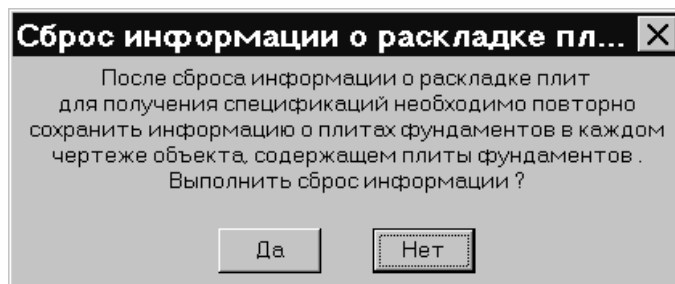 Сброс информации о раскладке пл...
После сброса информации о раскладке плит
для получения спецификаций необходимо повторно
сохранить информацию о плитах фундаментов в каждом
чертеже объекта, содержащем плиты фундаментов .
Выполнить сброс информации ?
Да Нет